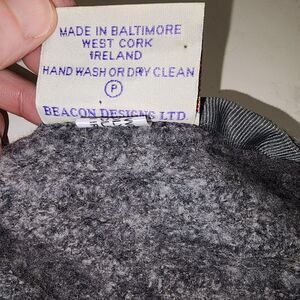 MADE IN BALTIMORE
WEST CORK
IRELAND
HAND WASH OR DRY CLEAN
P
BEACON DESIGNS LTD.